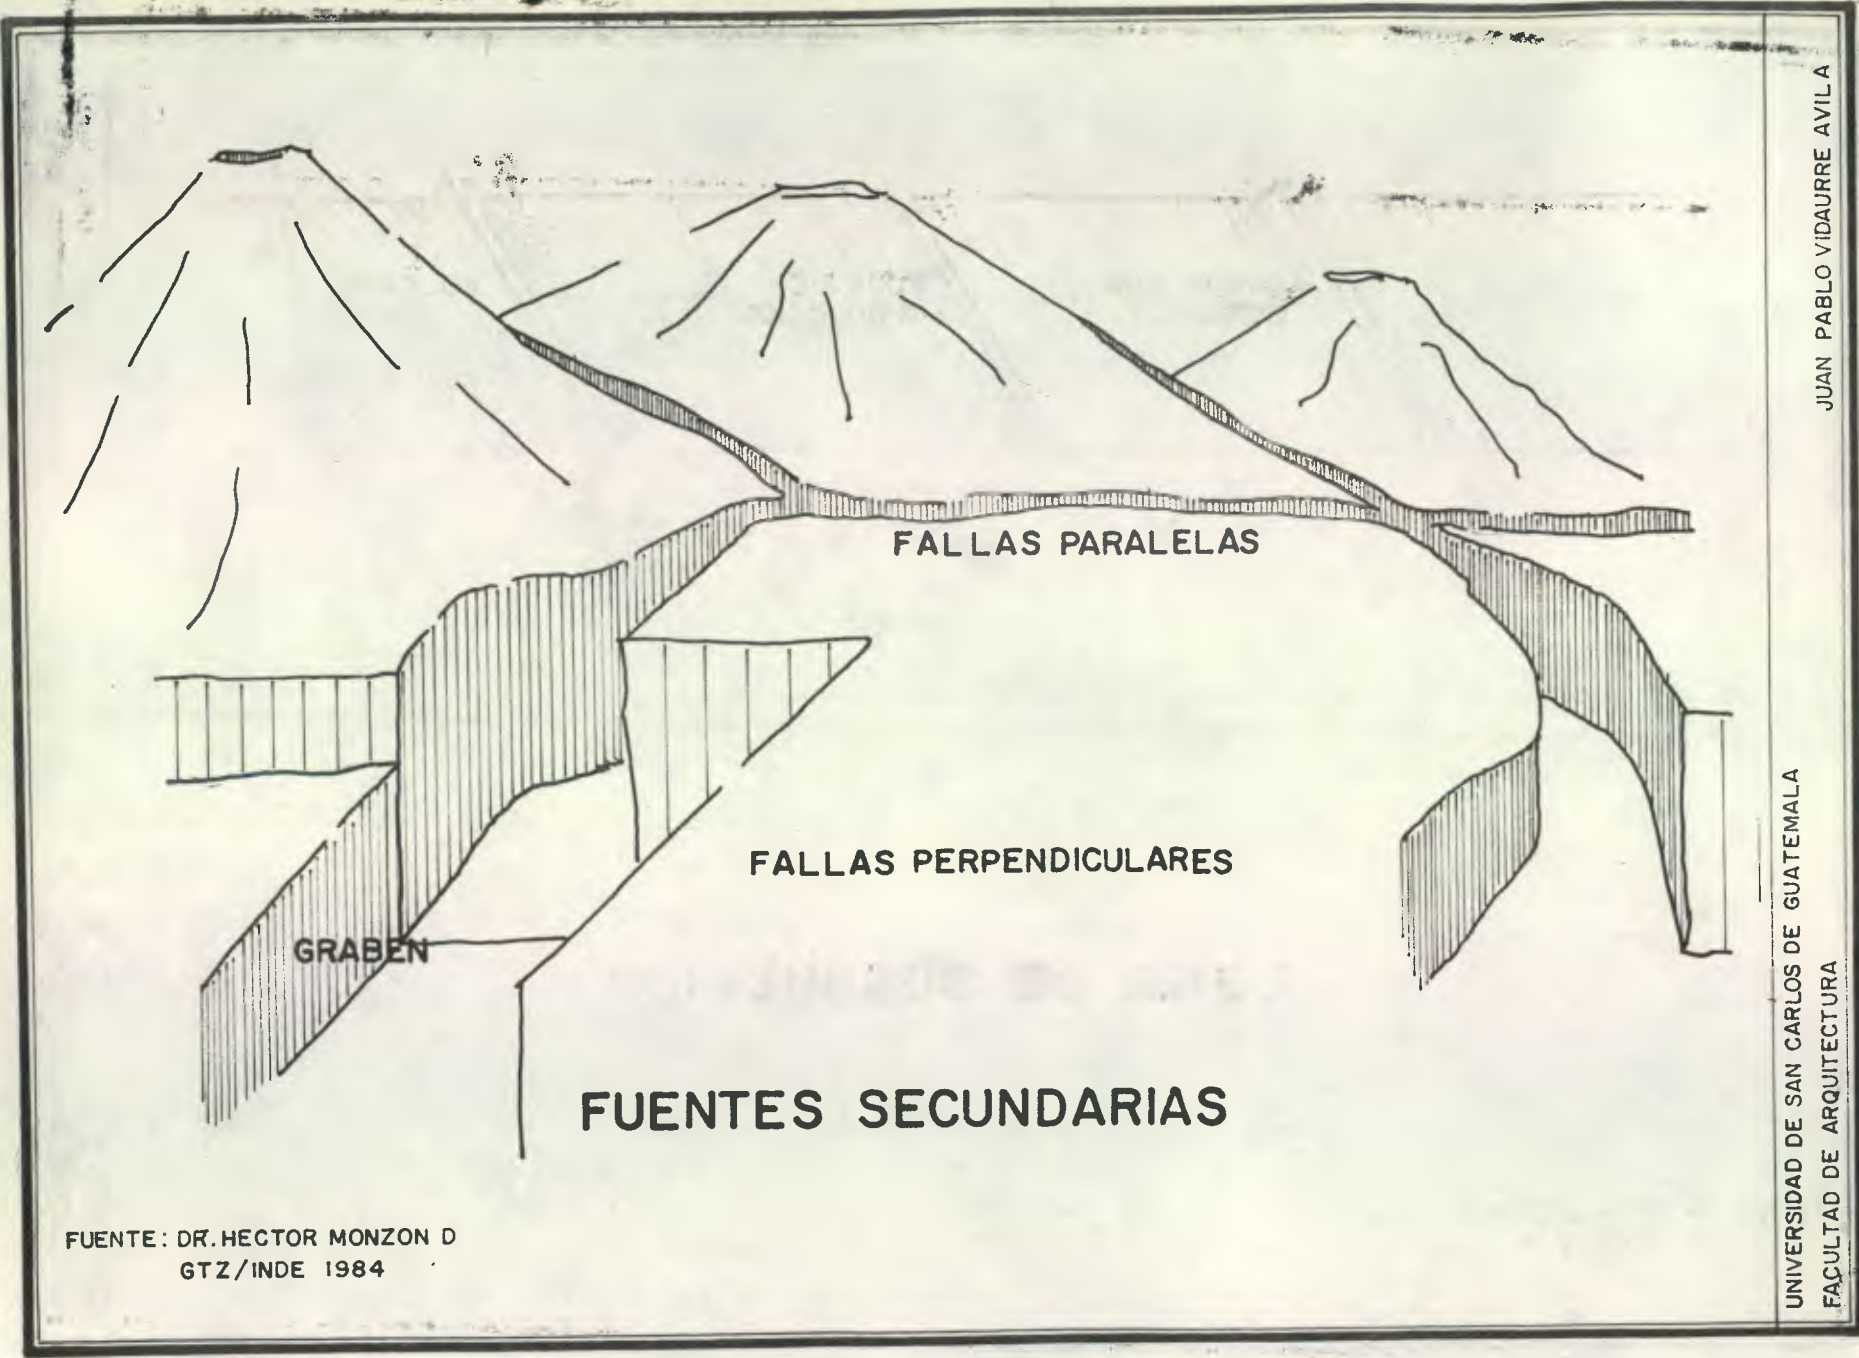 FALLAS PARALELAS
FALLAS PERPENDICULARES
GRABEN
FUENTES SECUNDARIAS
FUENTE: DR. HECTOR MONZON D
GTZ/INDE 1984
UNIVERSIDAD DE SAN CARLOS DE GUATEMALA
FACULTAD DE ARQUITECTURA
JUAN PABLO VIDAURRE AVILA